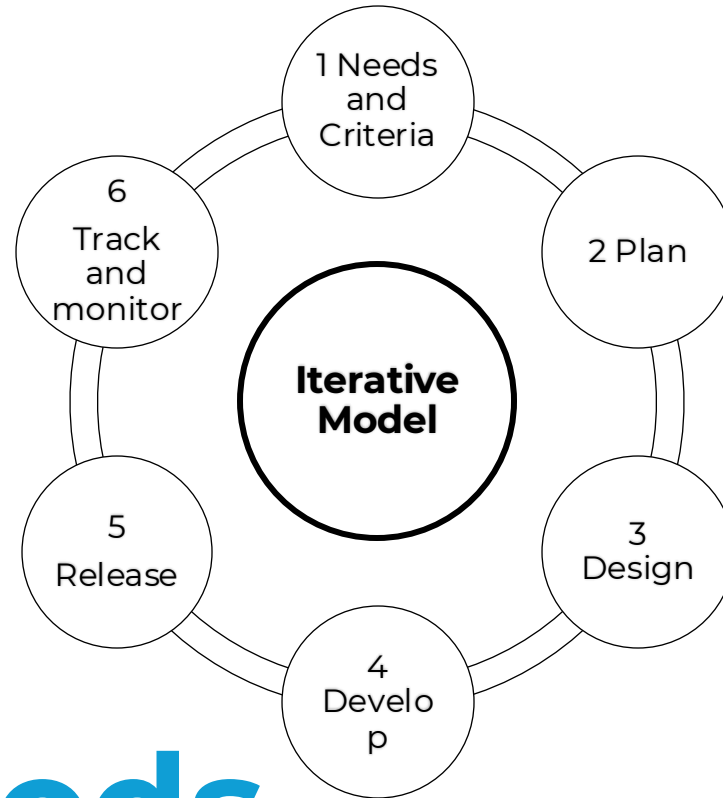 1 Needs
and
Criteria
2 Plan
3
Design
4
Develo
p
5
Release
6
Track
and
monitor
Iterative
Model